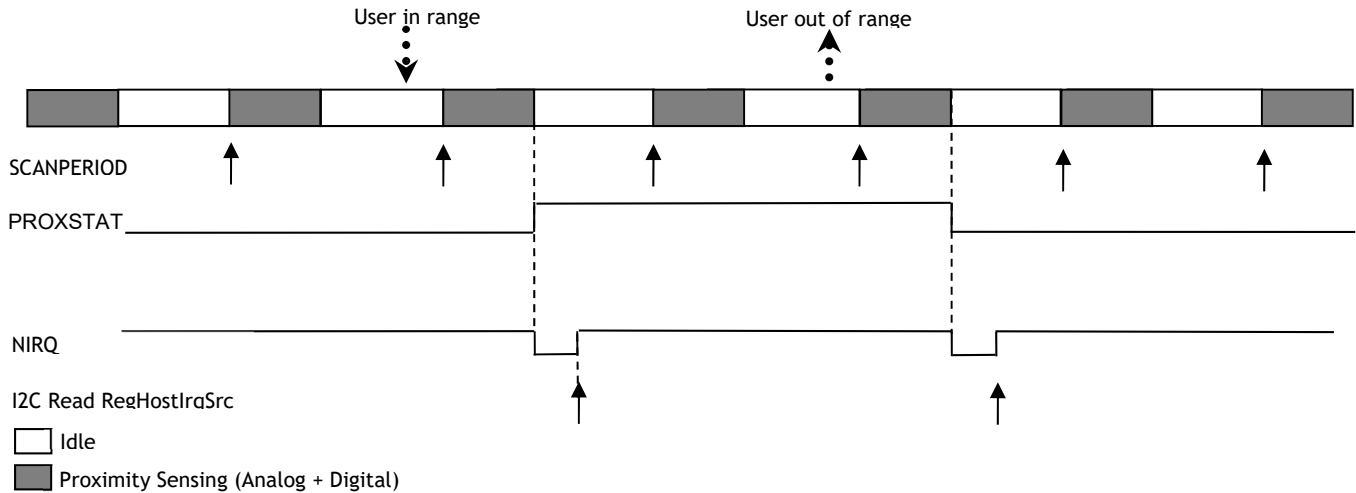 User in range
User out of range
SCANPERIOD
PROXSTAT
NIRQ
I2C Read RegHostIrqSrc
Idle
Proximity Sensing (Analog + Digital)